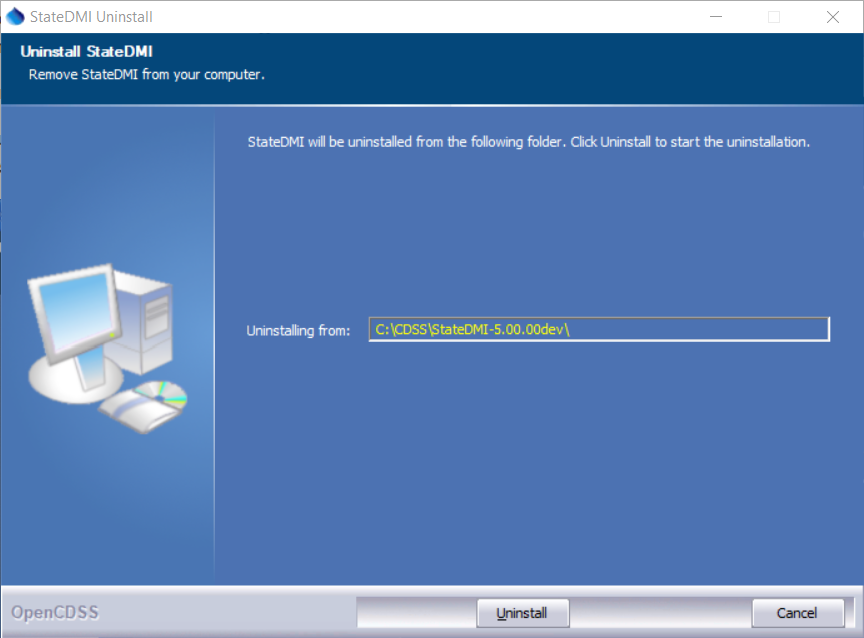 StateDMI Uninstall
Uninstall StateDMI
Remove StateDMI from your computer.
StateDMI will be uninstalled from the following folder. Click Uninstall to start the uninstallation.
Uninstalling from: C:\CDSS\StateDMI-5.00.00dev\
OpenCDSS
Uninstall
Cancel